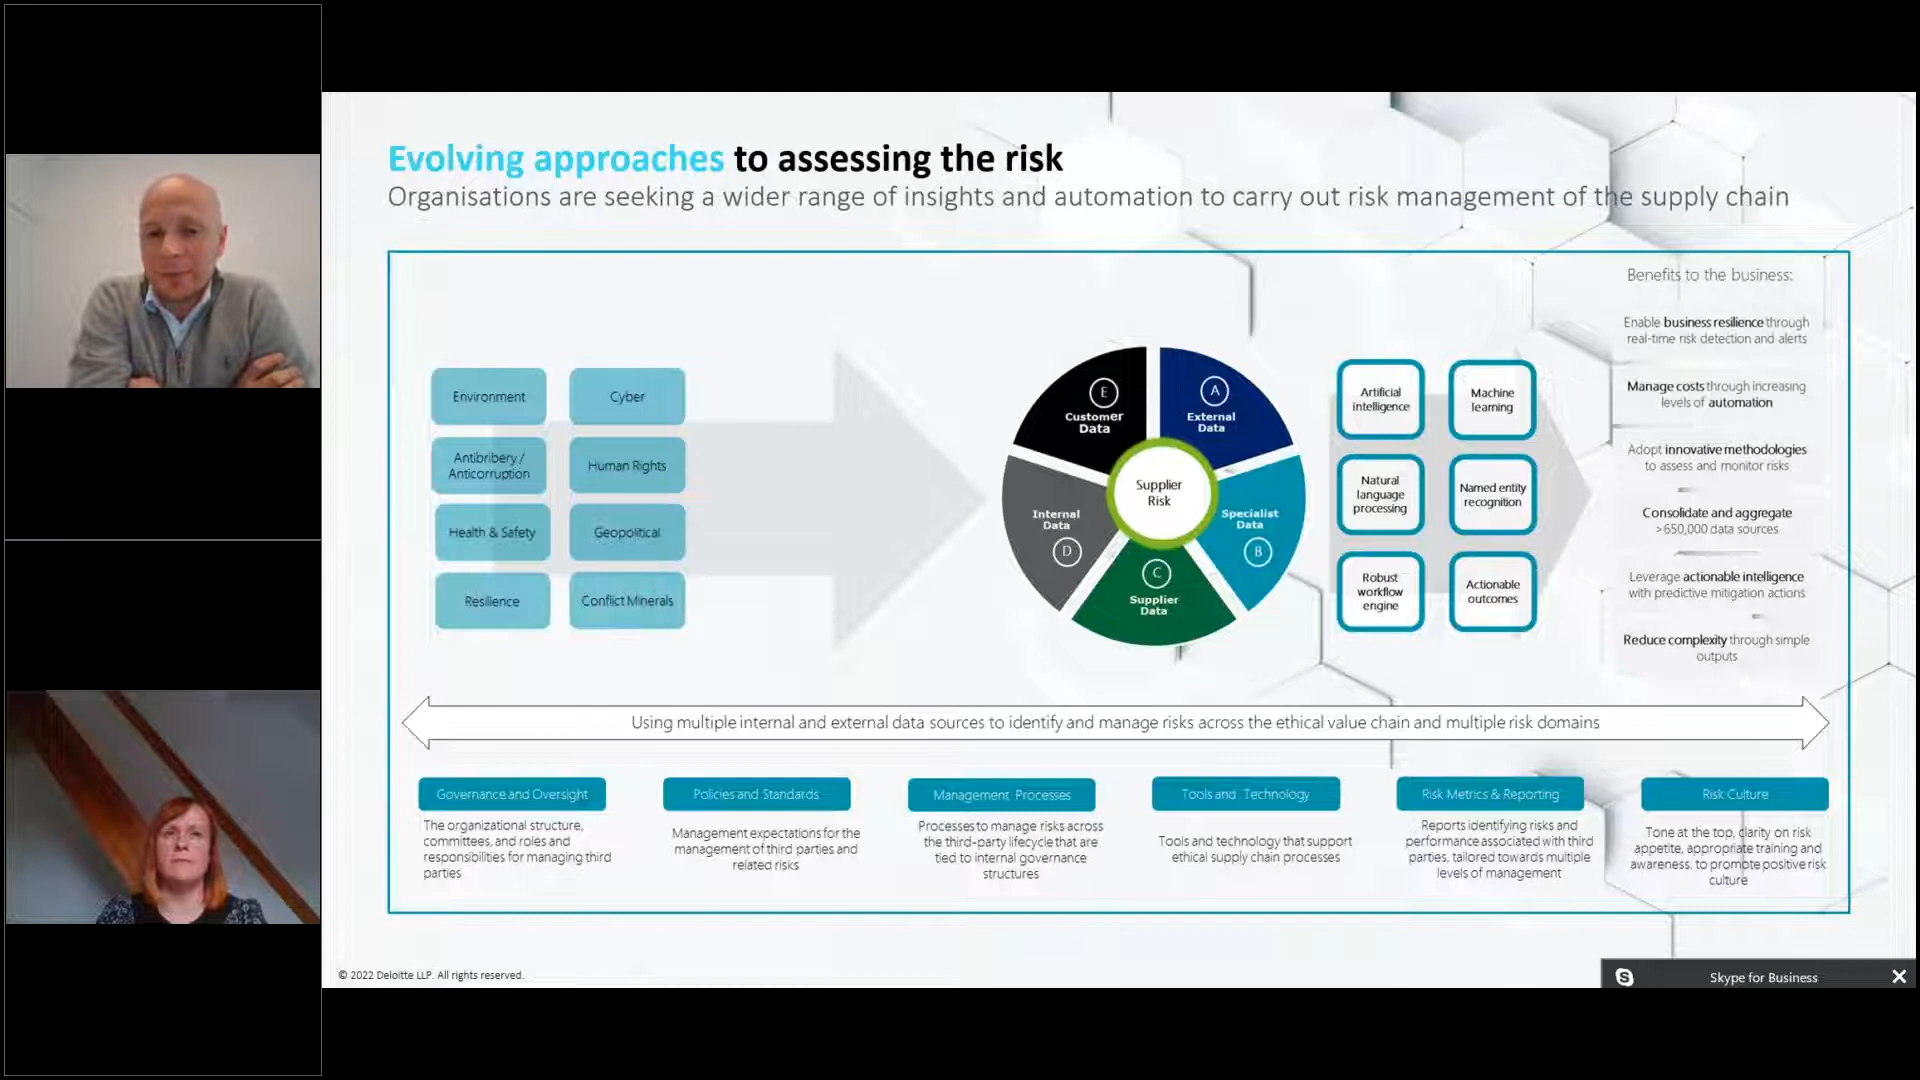 Evolving approaches to assessing the risk
Organisations are seeking a wider range of insights and automation to carry out risk management of the supply chain
Environment
Cyber
Antibribery /
Anticorruption
Human Rights
Health & Safety
Geopolitical
Resilience
Conflict Minerals
E
Customer
Data
A
External
Data
Supplier
Risk
Internal
Data
D
Specialist
Data
B
C
Supplier
Data
Artificial
intelligence
Machine
learning
Natural
language
processing
Named entity
recognition
Robust
workflow
engine
Actionable
outcomes
Benefits to the business:
Enable business resilience through
real-time risk detection and alerts
Manage costs through increasing
levels of automation
Adopt innovative methodologies
to assess and monitor risks
Consolidate and aggregate
>650,000 data sources
Leverage actionable intelligence
with predictive mitigation actions
Reduce complexity through simple
outputs
Using multiple internal and external data sources to identify and manage risks across the ethical value chain and multiple risk domains
Governance and Oversight
The organizational structure,
committees, and roles and
responsibilities for managing third
parties
Policies and Standards
Management expectations for the
management of third parties and
related risks
Management Processes
Processes to manage risks across
the third-party lifecycle that are
tied to internal governance
structures
Tools and Technology
Tools and technology that support
ethical supply chain processes
Risk Metrics & Reporting
Reports identifying risks and
performance associated with third
parties, tailored towards multiple
levels of management
Risk Culture
Tone at the top, clarity on risk
appetite, appropriate training and
awareness. to promote positive risk
culture
© 2022 Deloitte LLP. All rights reserved.
Skype for Business